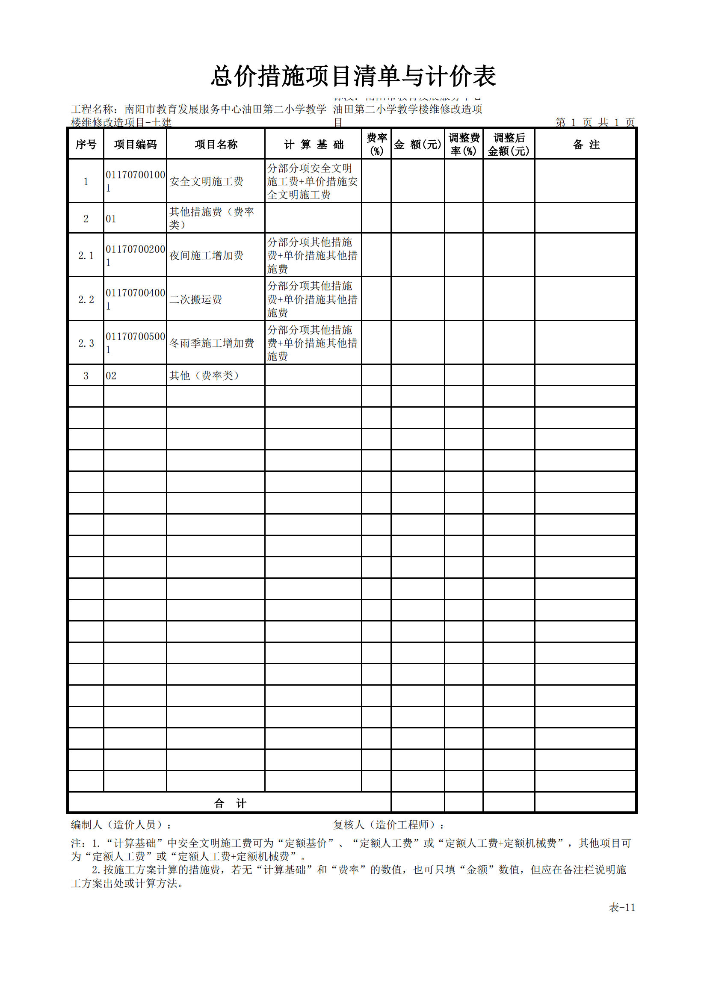 总价措施项目清单与计价表
标段：南阳市教育发展服务中心
工程名称：南阳市教育发展服务中心油田第二小学教学 油田第二小学教学楼维修改造项
楼维修改造项目-土建 目 第 1 页 共 1 页
序号 项目编码 项目名称 计 算 基 础 费率(%) 金 额(元) 调整费率(%) 调整后金额(元) 备 注
1 011707001001 安全文明施工费 分部分项安全文明施工费+单价措施安全文明施工费
2 01 其他措施费（费率类）
2.1 011707002001 夜间施工增加费 分部分项其他措施费+单价措施其他措施费
2.2 011707004001 二次搬运费 分部分项其他措施费+单价措施其他措施费
2.3 011707005001 冬雨季施工增加费 分部分项其他措施费+单价措施其他措施费
3 02 其他（费率类）
合 计
编制人（造价人员）： 复核人（造价工程师）：
注：1.“计算基础”中安全文明施工费可为“定额基价”、“定额人工费”或“定额人工费+定额机械费”，其他项目可
为“定额人工费”或“定额人工费+定额机械费”。
2.按施工方案计算的措施费，若无“计算基础”和“费率”的数值，也可只填“金额”数值，但应在备注栏说明施
工方案出处或计算方法。
表-11